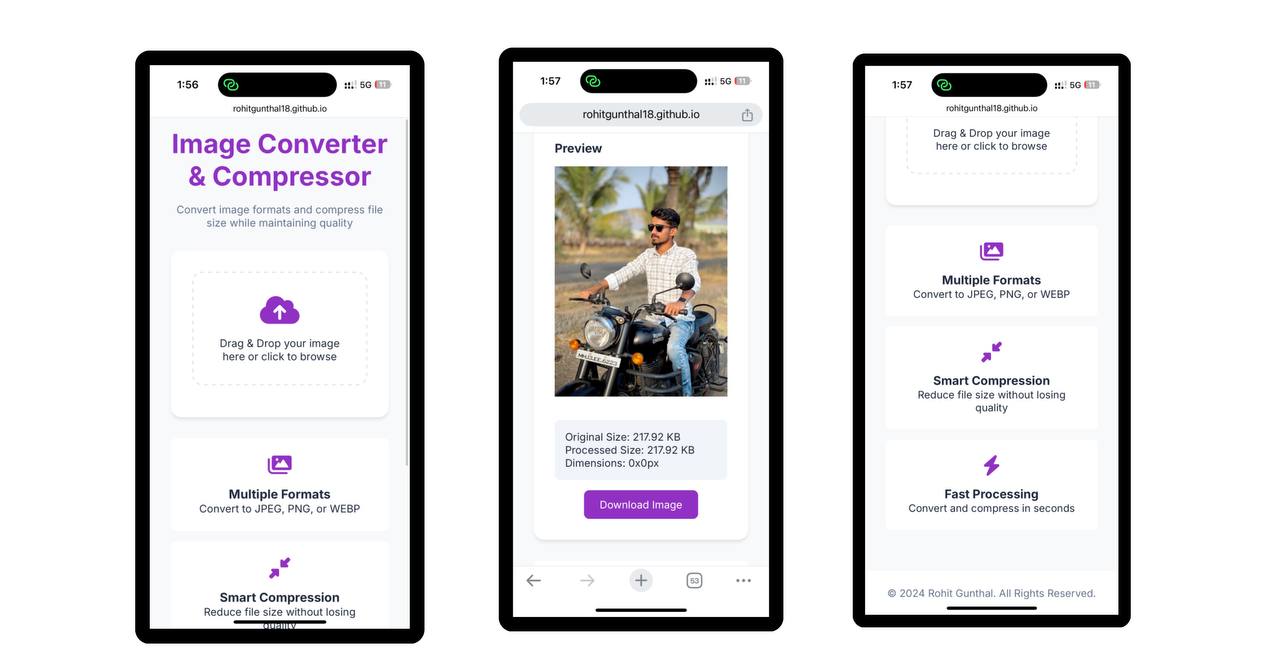 1:56
5G
11
rohitgunthal18.github.io
Image Converter
& Compressor
Convert image formats and compress file
size while maintaining quality
Drag & Drop your image
here or click to browse
Multiple Formats
Convert to JPEG, PNG, or WEBP
Smart Compression
Reduce file size without losing
quality
1:57
5G
11
rohitgunthal18.github.io
Preview
Original Size: 217.92 KB
Processed Size: 217.92 KB
Dimensions: 0x0px
Download Image
53
1:57
5G
11
rohitgunthal18.github.io
Drag & Drop your image
here or click to browse
Multiple Formats
Convert to JPEG, PNG, or WEBP
Smart Compression
Reduce file size without losing
quality
Fast Processing
Convert and compress in seconds
© 2024 Rohit Gunthal. All Rights Reserved.